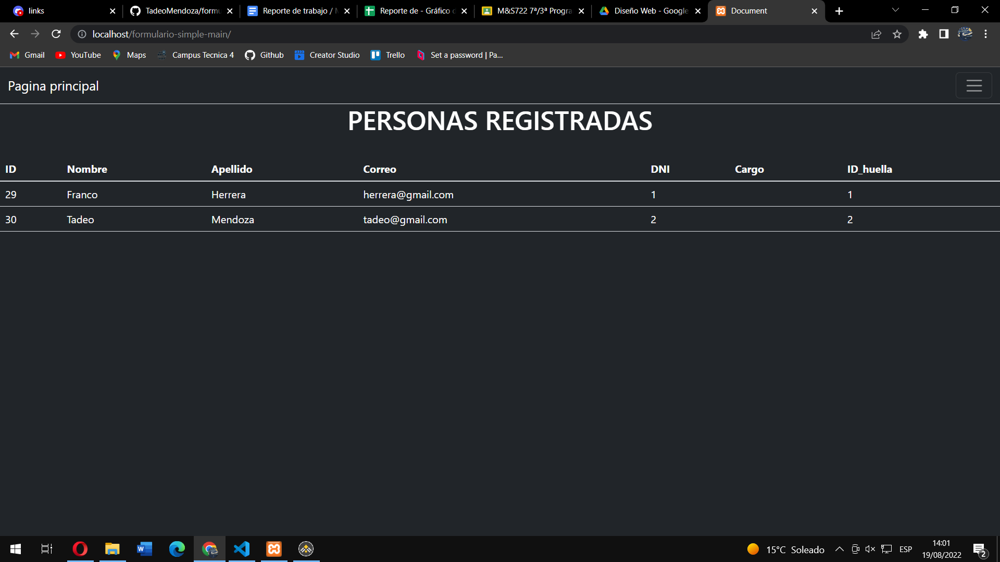 links
TadeoMendoza/formu
Reporte de trabajo / M
Reporte de - Gráfico d
M&S722 7ª/3ª Progra
Diseño Web - Google
Document
localhost/formulario-simple-main/
Gmail
YouTube
Maps
Campus Tecnica 4
Github
Creator Studio
Trello
Set a password | Pa...
Pagina principal
PERSONAS REGISTRADAS
ID Nombre Apellido Correo DNI Cargo ID_huella
29 Franco Herrera herrera@gmail.com 1 1
30 Tadeo Mendoza tadeo@gmail.com 2 2
15°C Soleado
ESP
14:01
19/08/2022
2